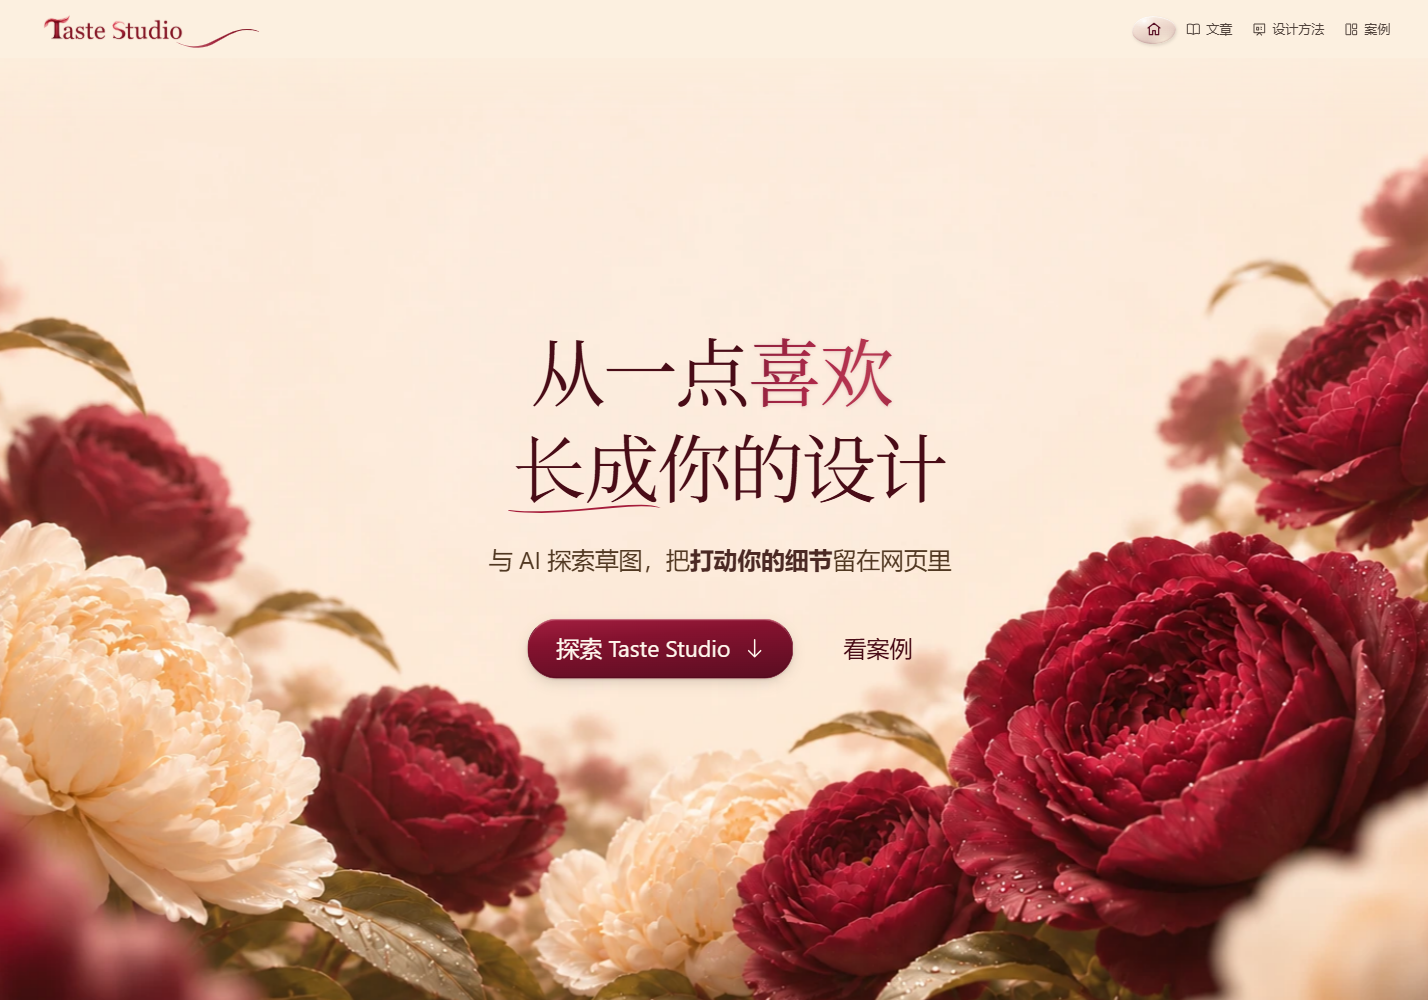 Taste Studio
文章
设计方法
案例
从一点喜欢
长成你的设计
与 AI 探索草图，把打动你的细节留在网页里
探索 Taste Studio ↓
看案例